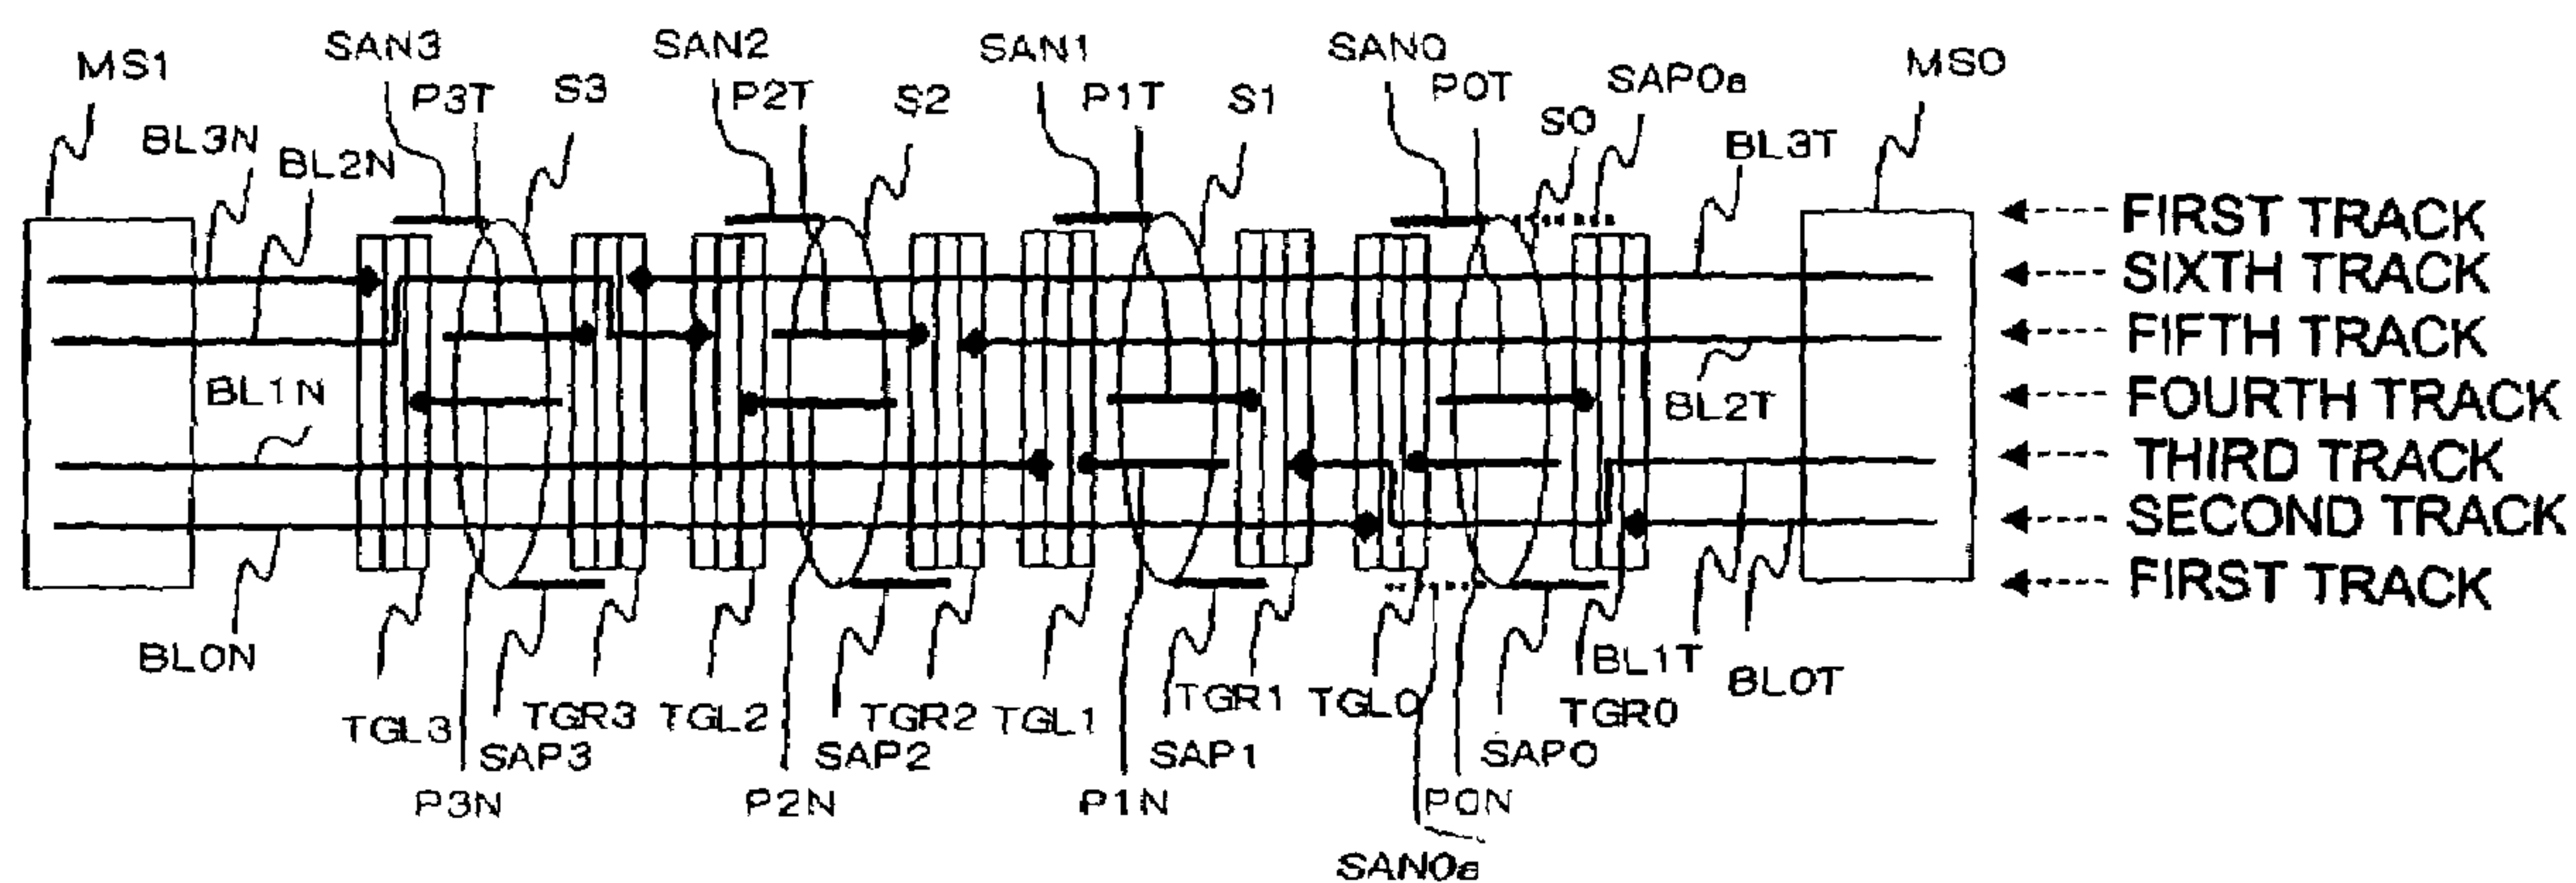 MS1
SAN3
P3T
S3
SAN2
P2T
S2
SAN1
P1T
S1
SAN0
P0T
S0
SAP0a
MS0
BL3N
BL2N
BL3T
FIRST TRACK
SIXTH TRACK
FIFTH TRACK
BL1N
BL2T
FOURTH TRACK
THIRD TRACK
SECOND TRACK
FIRST TRACK
BL0N
BL1T
BL0T
TGL3
SAP3
TGR3
TGL2
SAP2
TGR2
TGL1
SAP1
TGR1
TGL0
SAP0
TGR0
P3N
P2N
P1N
P0N
SAN0a